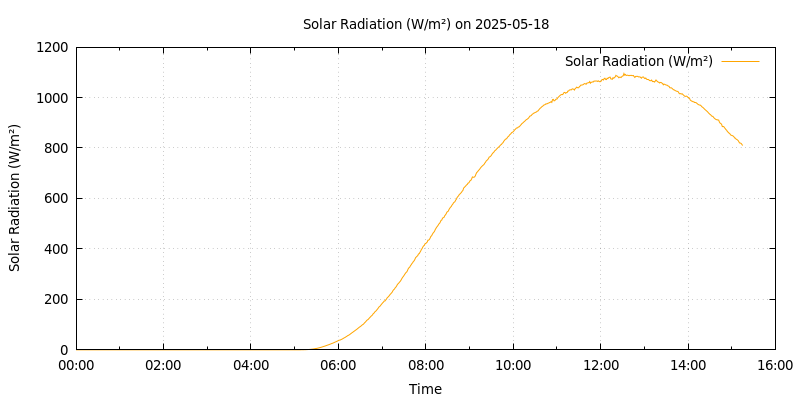 Solar Radiation (W/m²) on 2025-05-18
Solar Radiation (W/m²)
Solar Radiation (W/m²)
1200
1000
800
600
400
200
0
00:00 02:00 04:00 06:00 08:00 10:00 12:00 14:00 16:00
Time